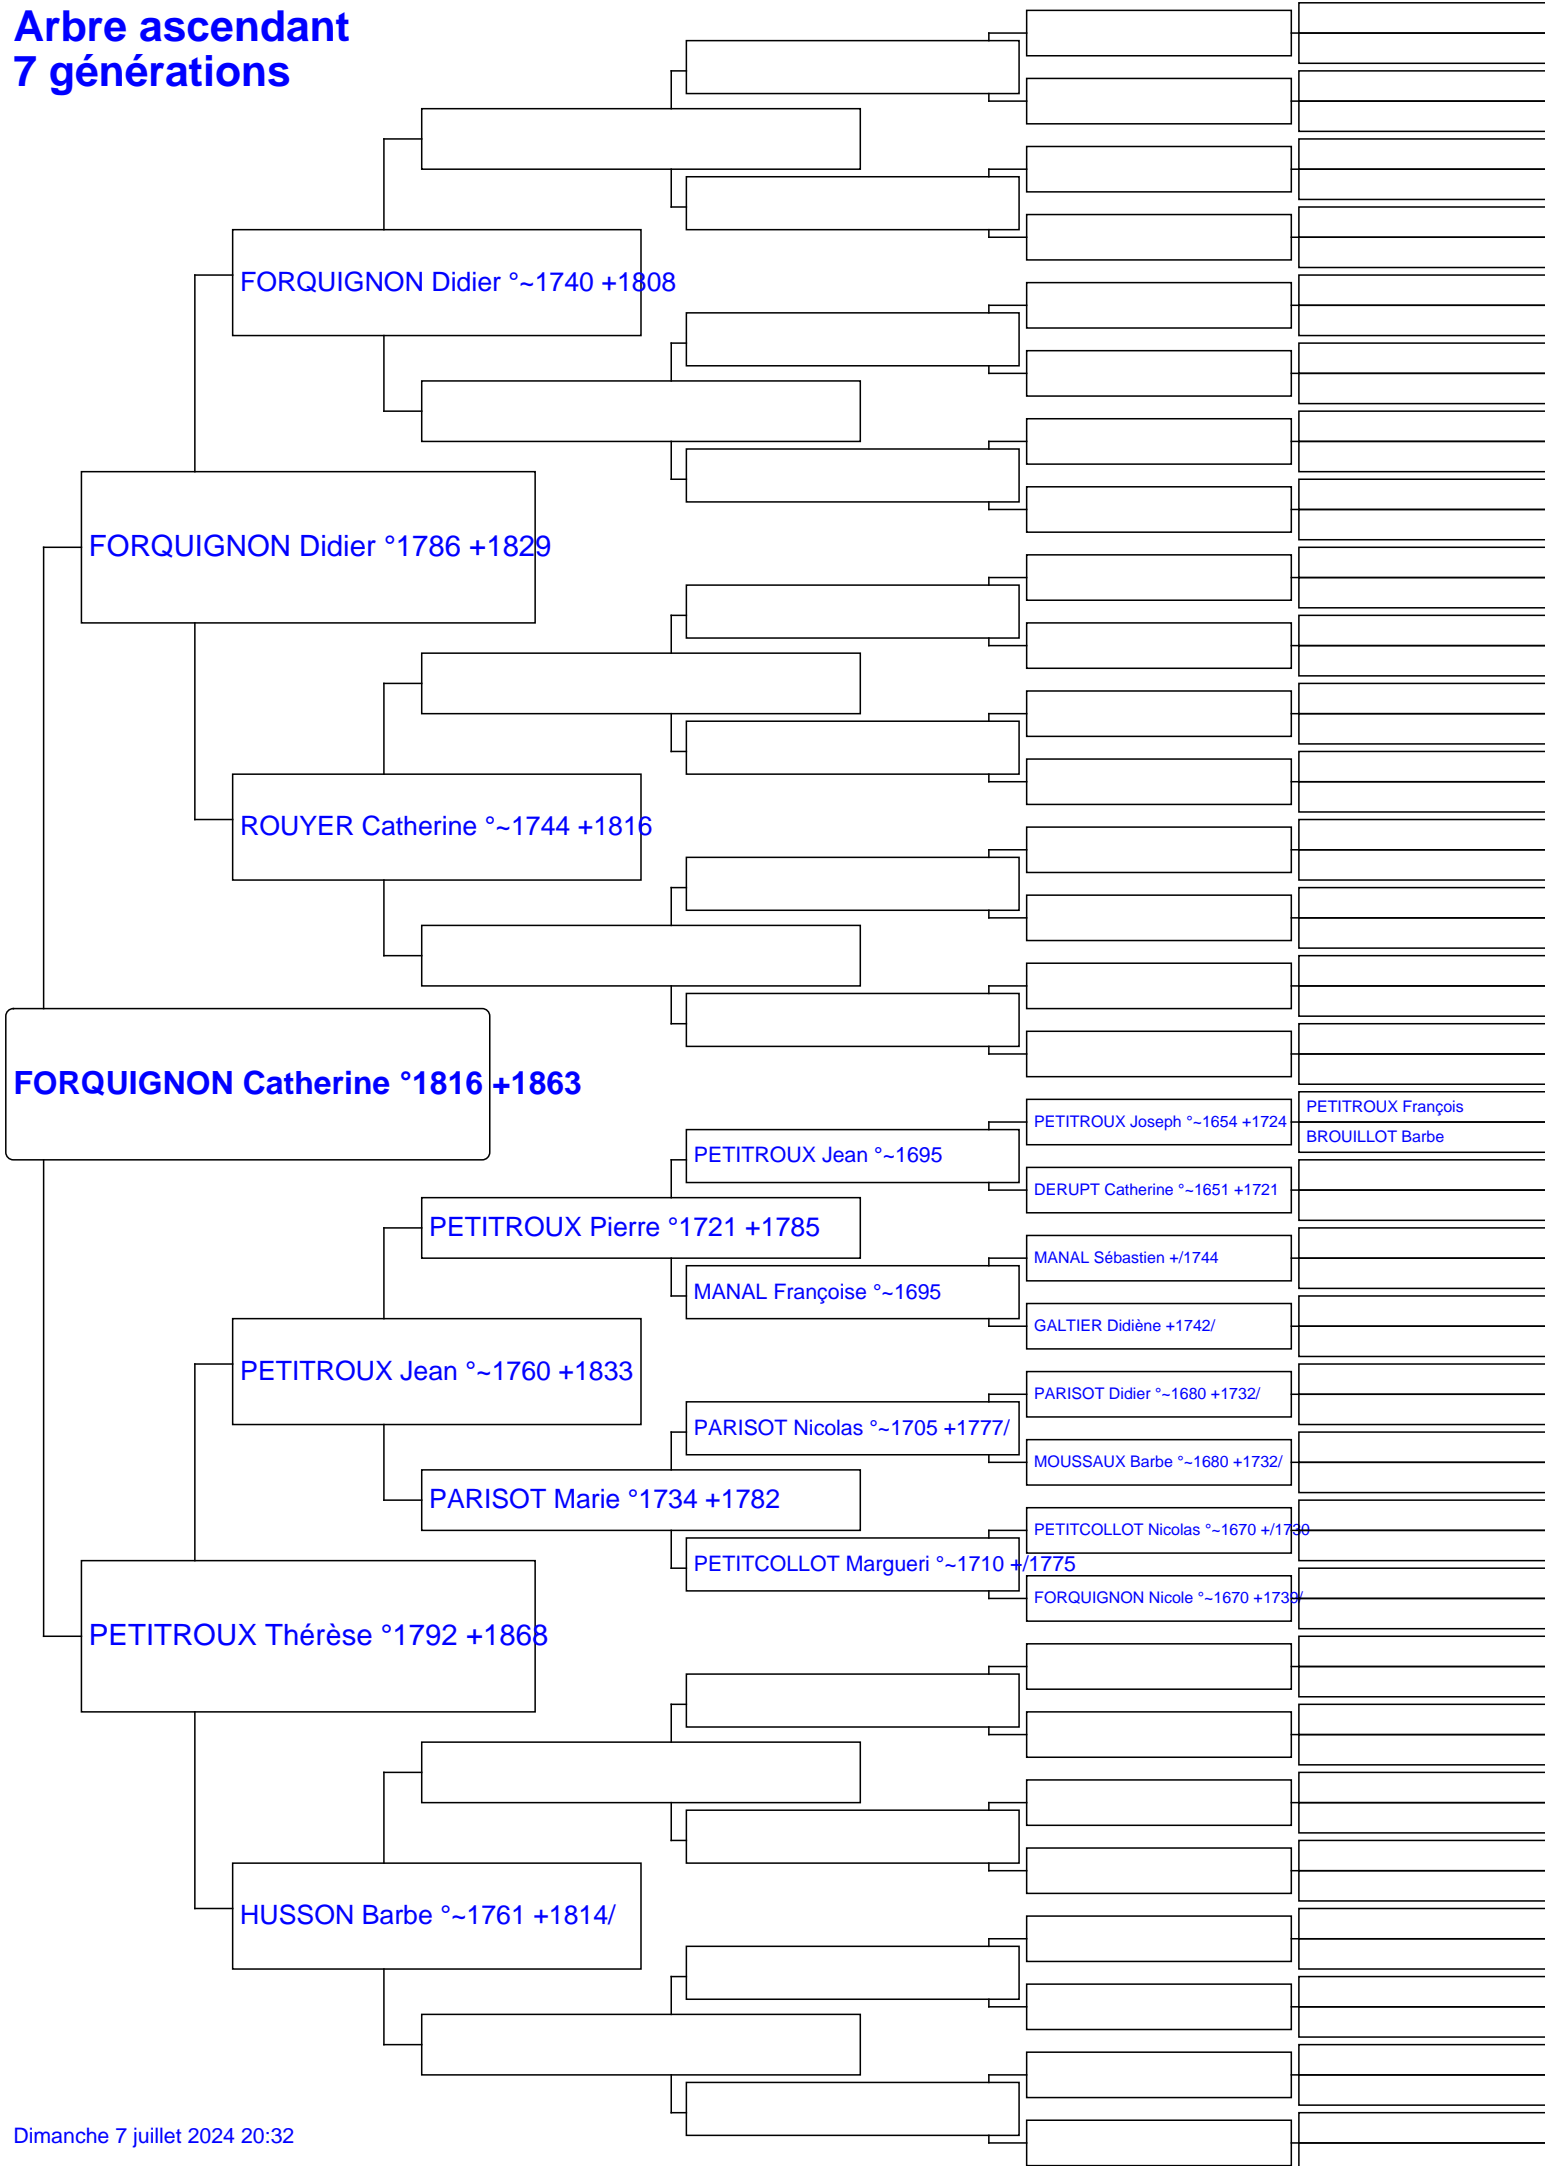 Arbre ascendant
7 générations
FORQUIGNON Didier °~1740 +1808
FORQUIGNON Didier °1786 +1829
ROUYER Catherine °~1744 +1816
FORQUIGNON Catherine °1816 +1863
PETITROUX François
PETITROUX Joseph °~1654 +1724
BROUILLOT Barbe
PETITROUX Jean °~1695
DERUPT Catherine °~1651 +1721
PETITROUX Pierre °1721 +1785
MANAL Sébastien +/1744
MANAL Françoise °~1695
GALTIER Didiène +1742/
PETITROUX Jean °~1760 +1833
PARISOT Didier °~1680 +1732/
PARISOT Nicolas °~1705 +1777/
MOUSSAUX Barbe °~1680 +1732/
PARISOT Marie °1734 +1782
PETITCOLLOT Nicolas °~1670 +/1730
PETITCOLLOT Margueri °~1710 +/1775
FORQUIGNON Nicole °~1670 +1739/
PETITROUX Thérèse °1792 +1868
HUSSON Barbe °~1761 +1814/
Dimanche 7 juillet 2024 20:32